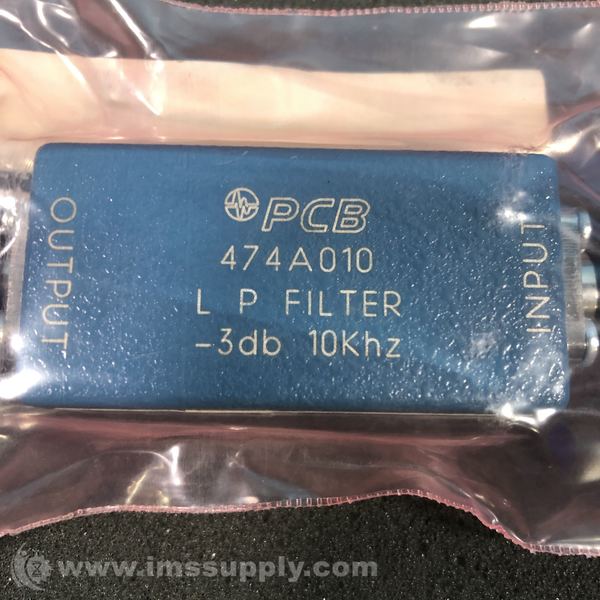 PCB
474A010
L P FILTER
-3db 10Khz
OUTPUT
INPUT
www.imssupply.com